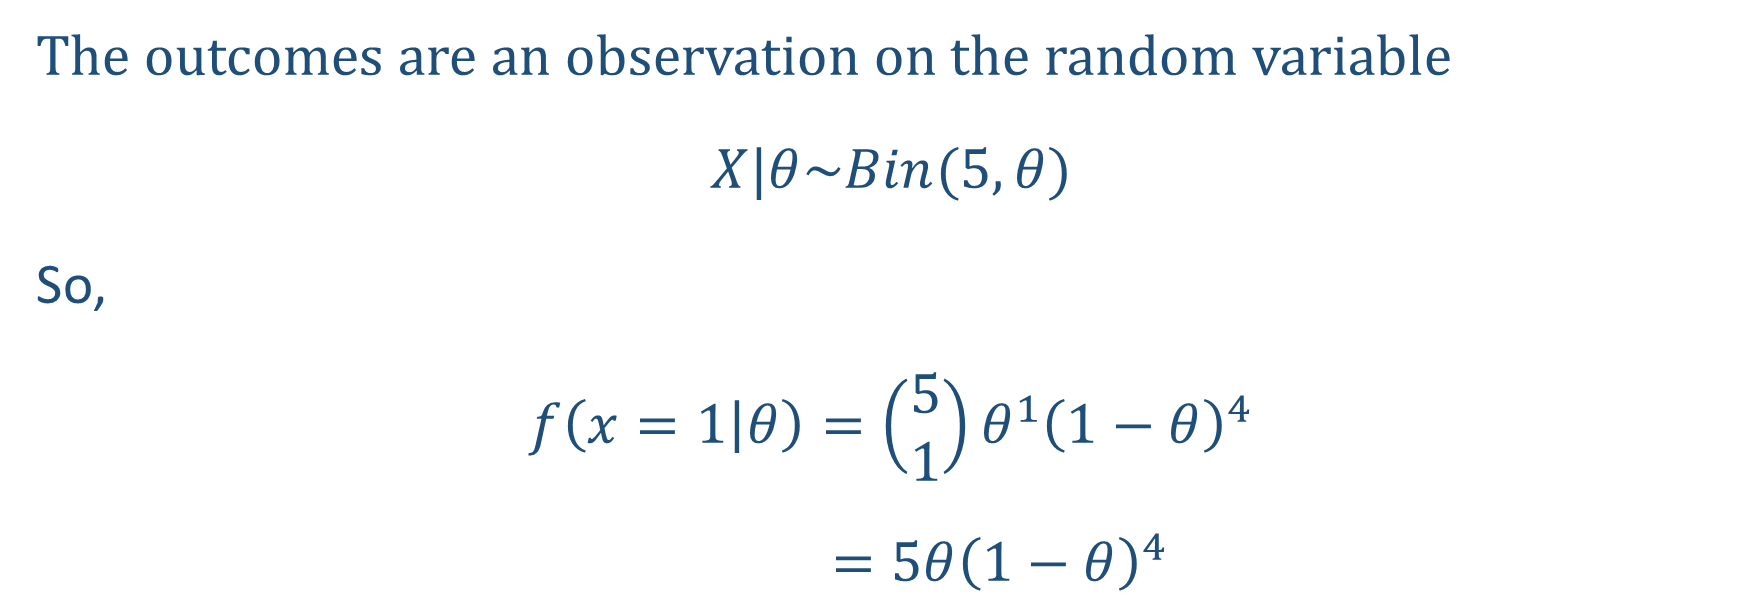 The outcomes are an observation on the random variable
X|θ~Bin(5, θ)
So,
f(x = 1|θ) = (5 1) θ¹(1 − θ)⁴
= 5θ(1 − θ)⁴